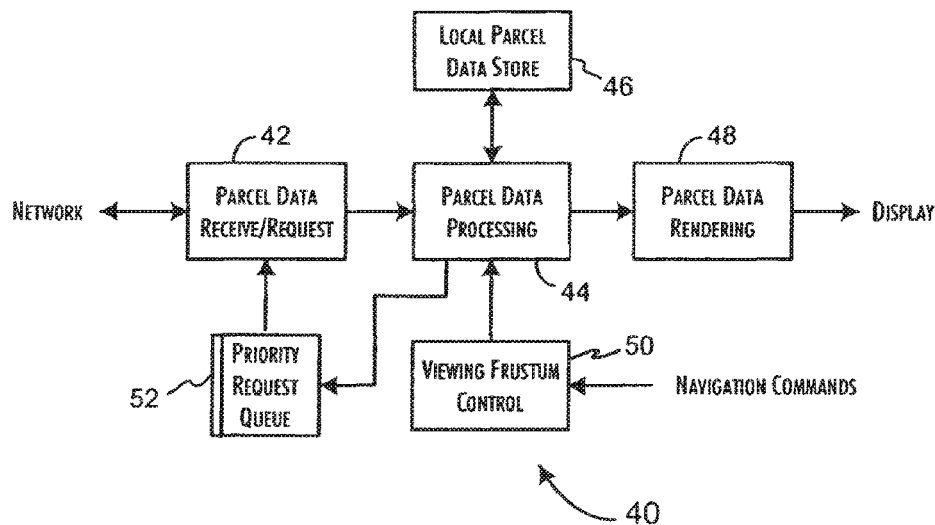 LOCAL PARCEL
DATA STORE
46
42
48
NETWORK
PARCEL DATA
RECEIVE/REQUEST
PARCEL DATA
PROCESSING
PARCEL DATA
RENDERING
DISPLAY
44
52
PRIORITY
REQUEST
QUEUE
VIEWING FRUSTUM
CONTROL
50
NAVIGATION COMMANDS
40